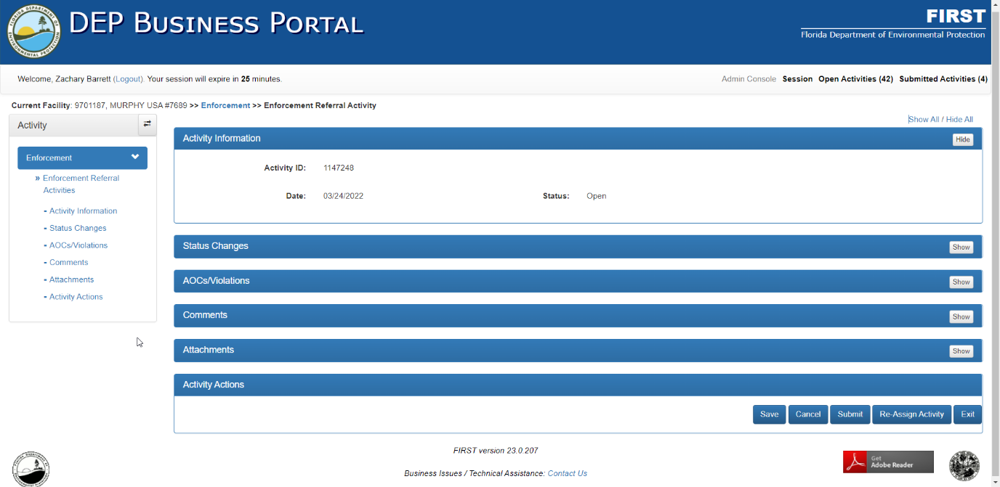 DEP BUSINESS PORTAL
FIRST
Florida Department of Environmental Protection
Welcome, Zachary Barrett (Logout). Your session will expire in 25 minutes.
Admin Console Session Open Activities (42) Submitted Activities (4)
Current Facility: 9701187, MURPHY USA #7689 >> Enforcement >> Enforcement Referral Activity
Show All / Hide All
Activity
Enforcement
» Enforcement Referral
Activities
- Activity Information
- Status Changes
- AOCs/Violations
- Comments
- Attachments
- Activity Actions
Activity Information Hide
Activity ID: 1147248
Date: 03/24/2022 Status: Open
Status Changes Show
AOCs/Violations Show
Comments Show
Attachments Show
Activity Actions
Save Cancel Submit Re-Assign Activity Exit
FIRST version 23.0.207
Business Issues / Technical Assistance: Contact Us
Get
Adobe Reader